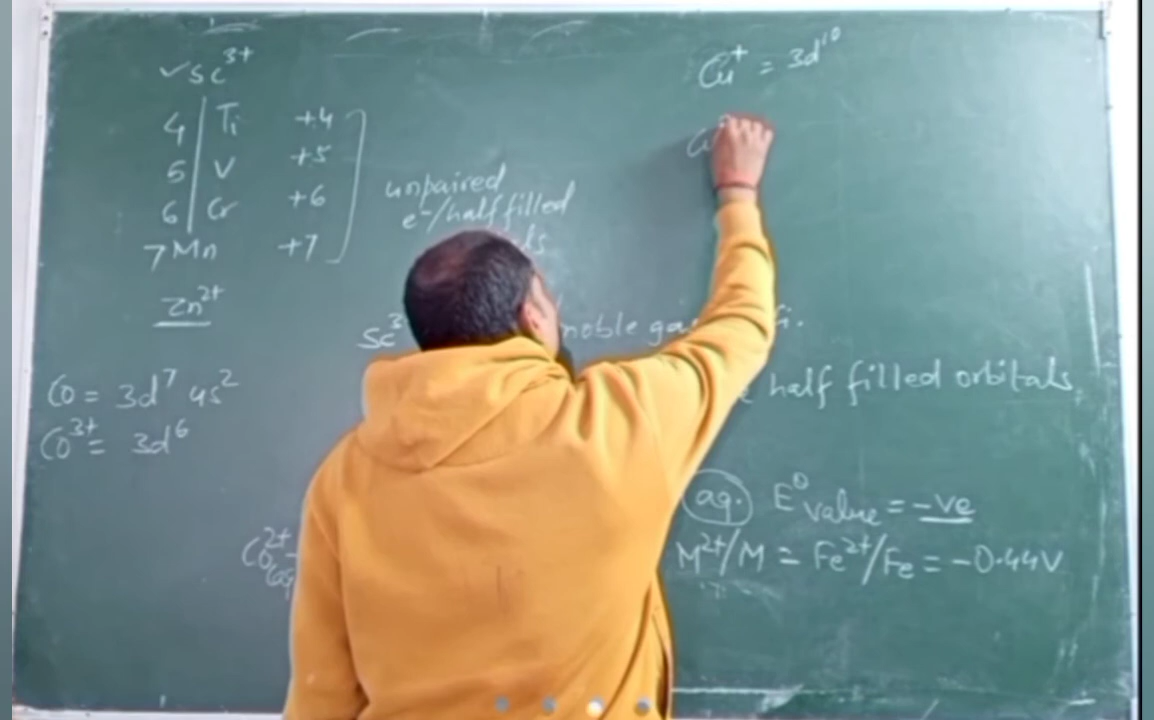 ✓Sc³⁺
4 | Ti +4
5 | V +5
6 | Cr +6
7 Mn +7
unpaired
e⁻/half filled
Zn²⁺
Co = 3d⁷ 4s²
Co³⁺ = 3d⁶
Co²⁺
Cu⁺ = 3d¹⁰
Sc³ noble
half filled orbitals.
aq. E⁰ value = -ve
M²⁺/M = Fe²⁺/Fe = -0.44V